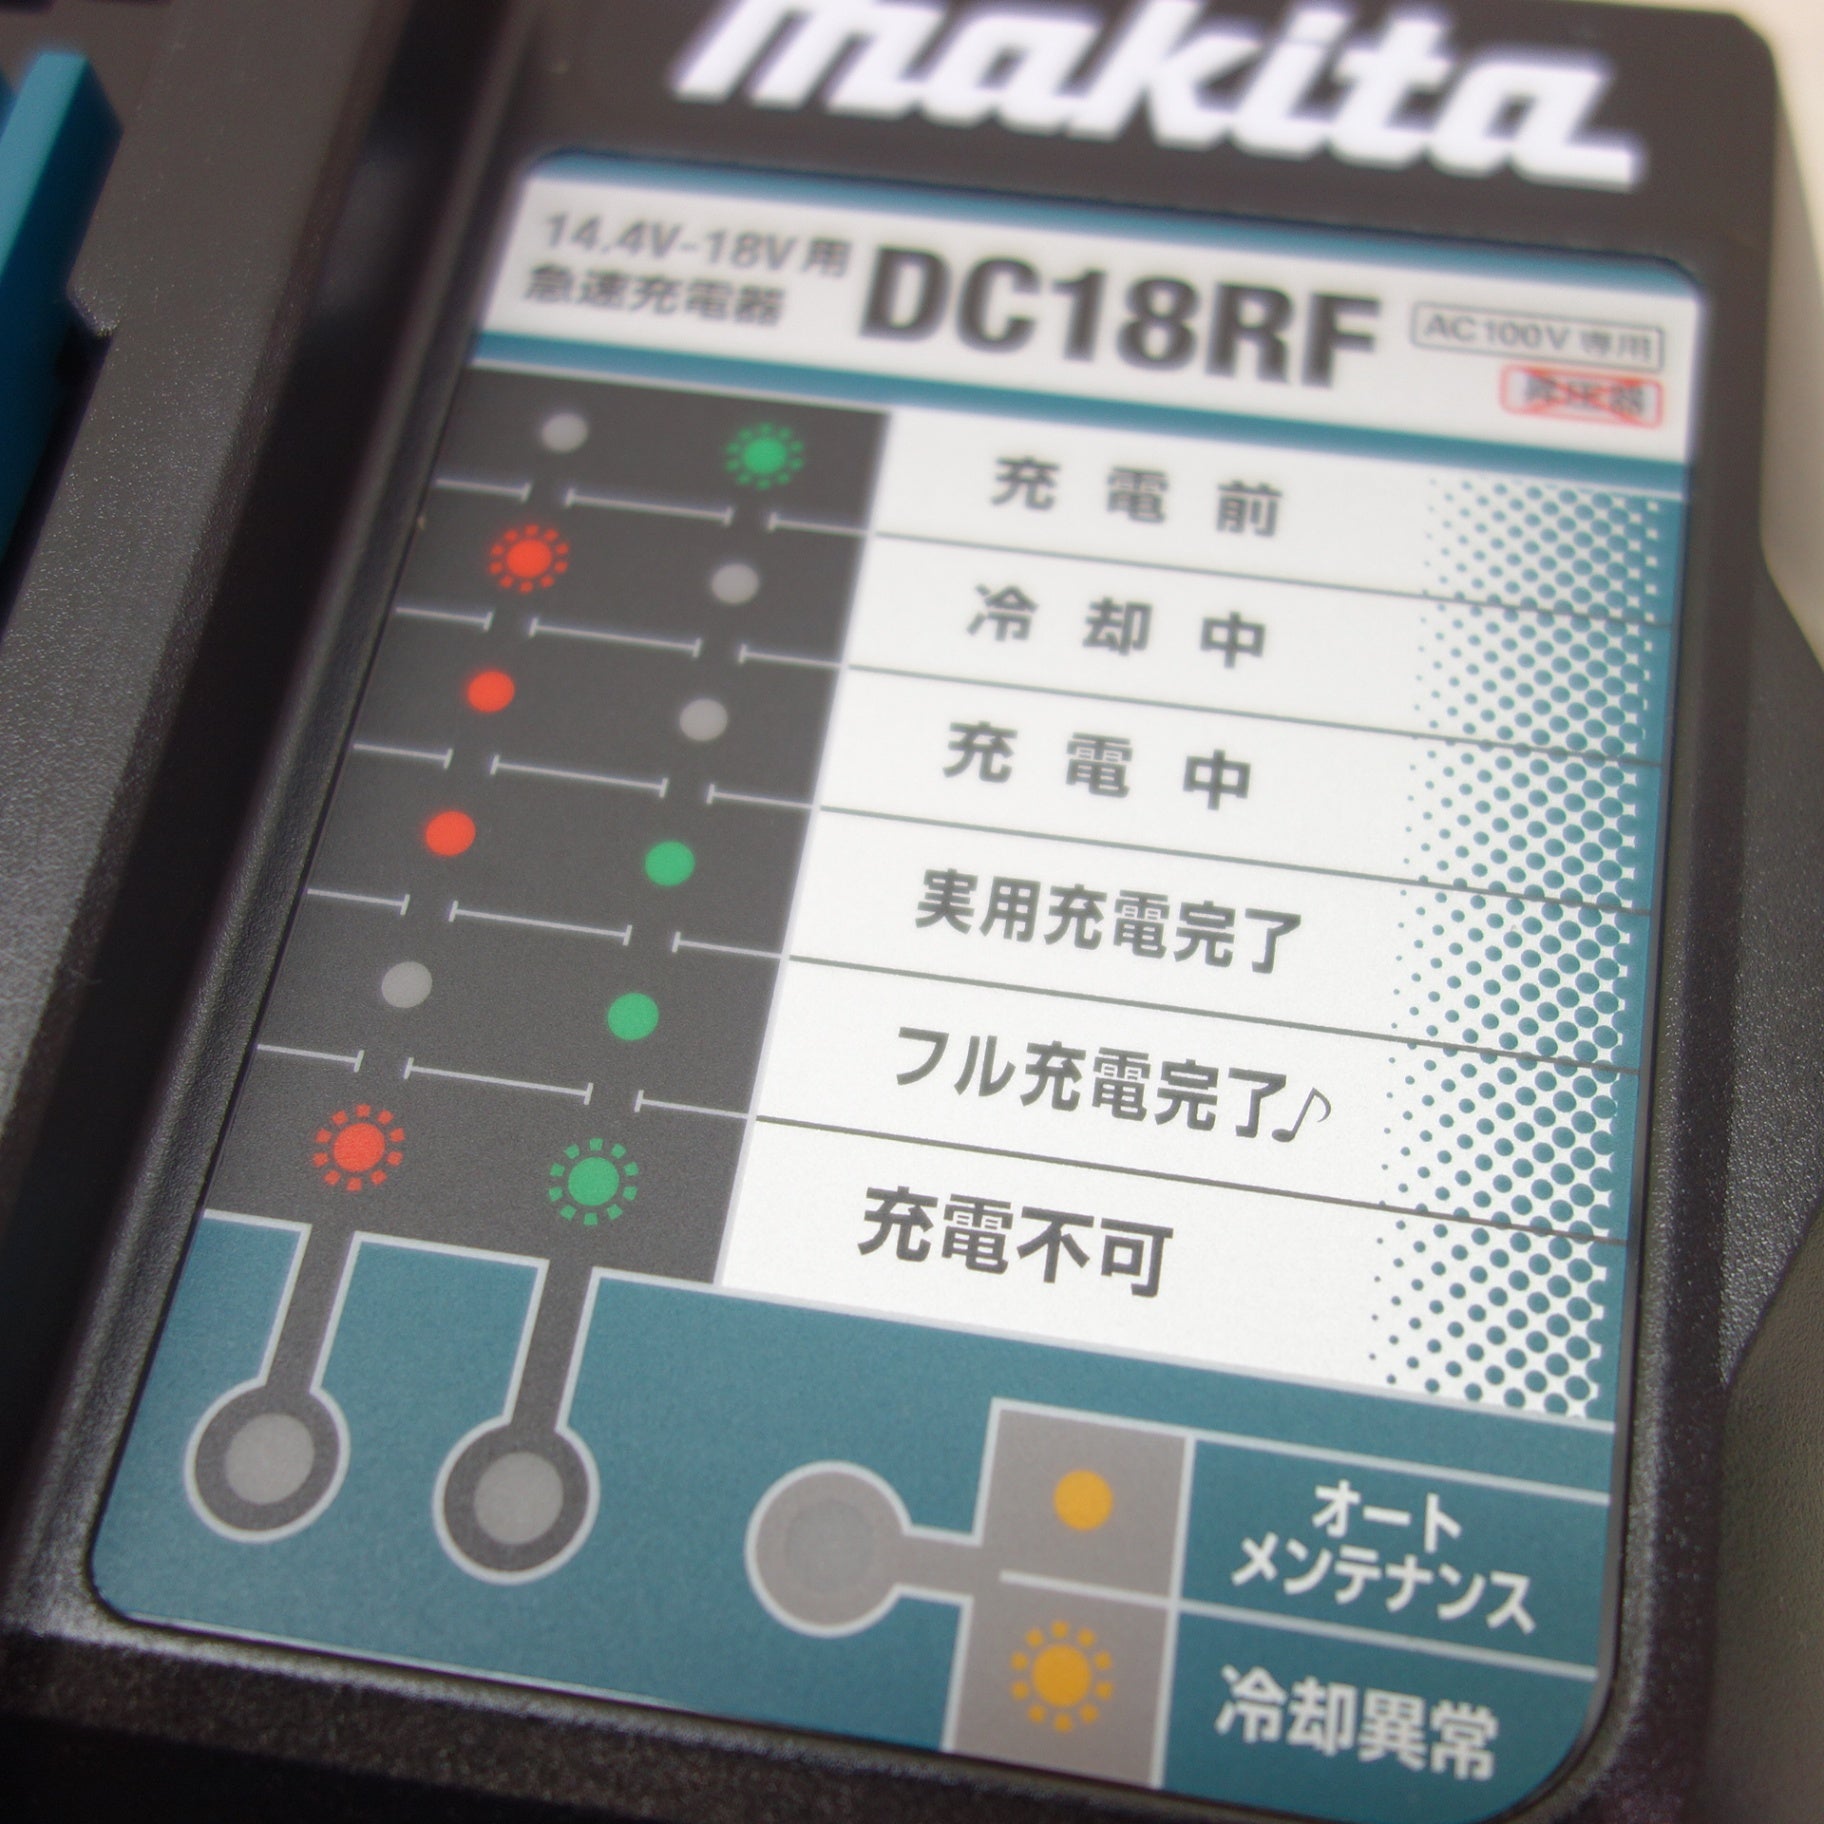 makita
14.4V-18V用
急速充電器
DC18RF
AC100V専用
昇圧器
充電前
冷却中
充電中
実用充電完了
フル充電完了♪
充電不可
オート
メンテナンス
冷却異常